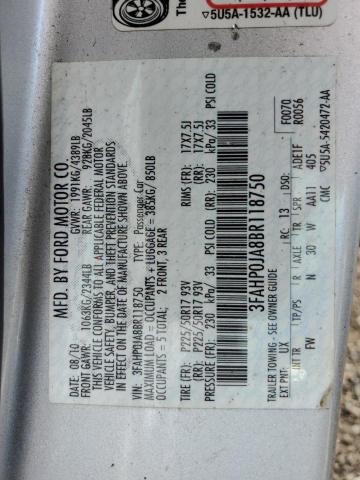 The
▽5U5A-1532-AA (TLU)
MFD. BY FORD MOTOR CO.
08/10 GVWR: 1991KG/4389LB
FRONT GAWR: 1063KG/2344LB REAR GAWR: 928KG/2045LB
THIS VEHICLE CONFORMS TO ALL APPLICABLE FEDERAL MOTOR
VEHICLE SAFETY, BUMPER, AND THEFT PREVENTION STANDARDS
IN EFFECT ON THE DATE OF MANUFACTURE SHOWN ABOVE.
VIN: 3FAHP0JA8BR118750 Passenger Car
MAXIMUM LOAD = OCCUPANTS + LUGGAGE = 385KG/850LB
OCCUPANTS = 5 TOTAL; 2 FRONT, 3 REAR
TIRE (FR): P225/50R17 93V RIMS (FR): 17X7.5J
TIRE (RR): P225/50R17 93V RIMS (RR): 17X7.5J
PRESSURE (FR): 230 kPa/ 33 PSI COLD (RR): 230 kPa/ 33 PSI COLD
3FAHP0JA8BR118750
F0070
R0056
TRAILER TOWING - SEE OWNER GUIDE
EXT PNT: UX RC: 13 DSO:
INT TR TP/PS R AXLE TR SPR ADETF
FW N 30 W AA11 405
CMC ▽5U5A-5420472-AA